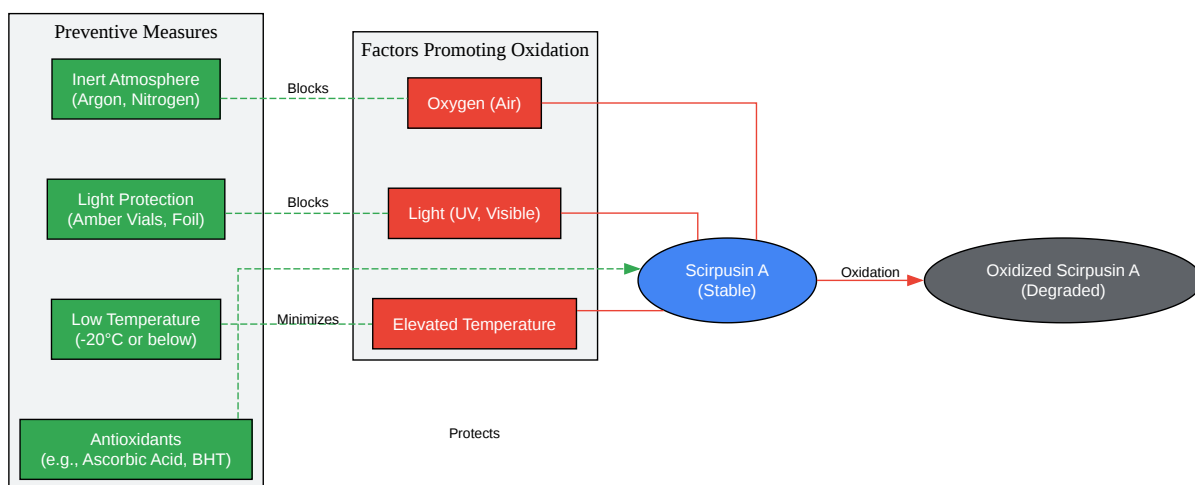 Preventive Measures
Inert Atmosphere
(Argon, Nitrogen)
Light Protection
(Amber Vials, Foil)
Low Temperature
(-20°C or below)
Antioxidants
(e.g., Ascorbic Acid, BHT)
Blocks
Blocks
Minimizes
Protects
Factors Promoting Oxidation
Oxygen (Air)
Light (UV, Visible)
Elevated Temperature
Scirpusin A
(Stable)
Oxidation
Oxidized Scirpusin A
(Degraded)